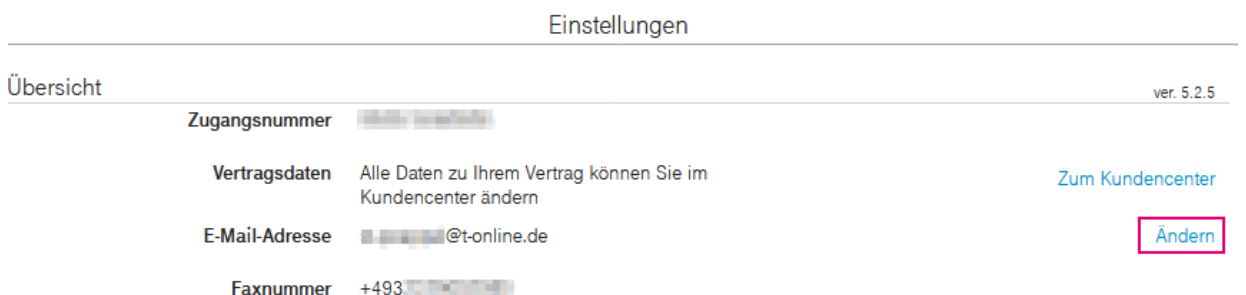 Einstellungen
Übersicht ver. 5.2.5
Zugangsnummer
Vertragsdaten Alle Daten zu Ihrem Vertrag können Sie im Zum Kundencenter
Kundencenter ändern
E-Mail-Adresse @t-online.de Ändern
Faxnummer +493